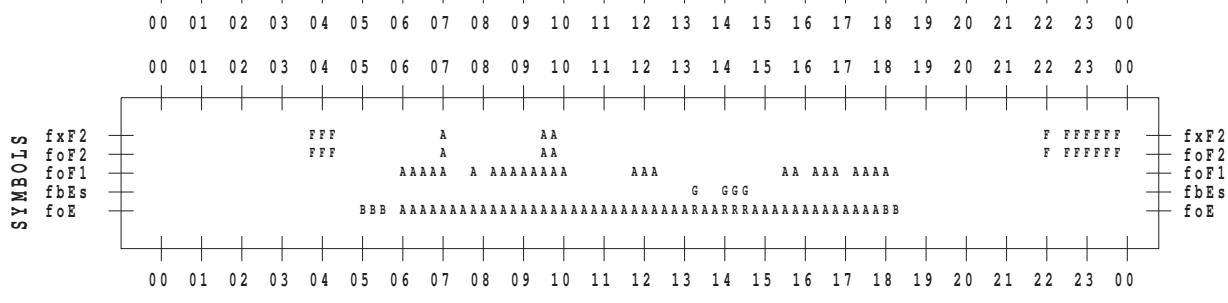 00 01 02 03 04 05 06 07 08 09 10 11 12 13 14 15 16 17 18 19 20 21 22 23 00
00 01 02 03 04 05 06 07 08 09 10 11 12 13 14 15 16 17 18 19 20 21 22 23 00
SYMBOLS
fxF2 FFF A AA F FFFFFF fxF2
foF2 FFF A AA F FFFFFF foF2
foF1 AAAAA A AAAAAAAA AAA AA AAA AAAA foF1
fbEs G GGG fbEs
foE BBB AAAAAAAAAAAAAAAAAAAAAAAAAAAAARAARRRAAAAAAAAAAAAABB foE
00 01 02 03 04 05 06 07 08 09 10 11 12 13 14 15 16 17 18 19 20 21 22 23 00